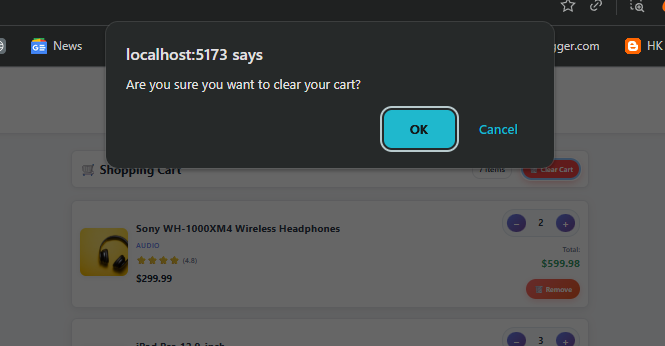 News
gger.com
HK
localhost:5173 says
Are you sure you want to clear your cart?
OK
Cancel
Shopping Cart
7 items
Clear Cart
Sony WH-1000XM4 Wireless Headphones
AUDIO
(4.8)
$299.99
2
Total:
$599.98
Remove
iPad Pro 12.9-inch
3